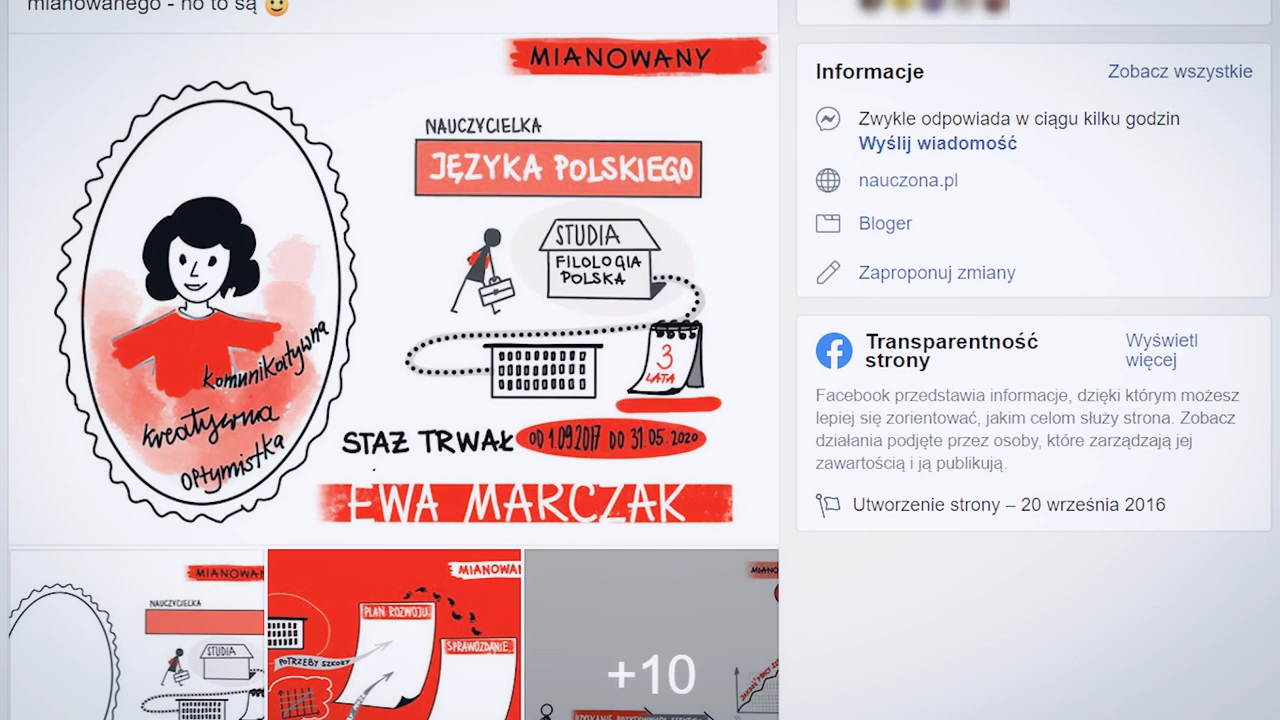 mianowanego - no to są
MIANOWANY
NAUCZYCIELKA
JĘZYKA POLSKIEGO
STUDIA
FILOLOGIA
POLSKA
3
LATA
komunikatywna
kreatywna
optymistka
STAŻ TRWAŁ OD 1.09.2017 DO 31.05.2020
EWA MARCZAK
MIANOWAN
NAUCZYCIELKA
STUDIA
MIANOWAN
PLAN ROZWOJU
SPRAWOZDANIE
POTRZEBY SZKOŁY
MIANO
+10
Informacje
Zobacz wszystkie
Zwykle odpowiada w ciągu kilku godzin
Wyślij wiadomość
nauczona.pl
Bloger
Zaproponuj zmiany
Transparentność
strony
Wyświetl
więcej
Facebook przedstawia informacje, dzięki którym możesz
lepiej się zorientować, jakim celom służy strona. Zobacz
działania podjęte przez osoby, które zarządzają jej
zawartością i ją publikują.
Utworzenie strony – 20 września 2016